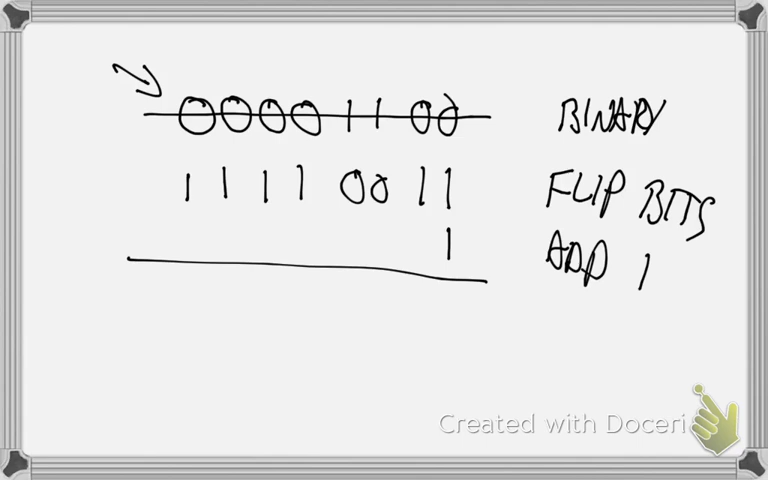 00001100 BINARY
11110011 FLIP BITS
1 ADD 1
Created with Doceri